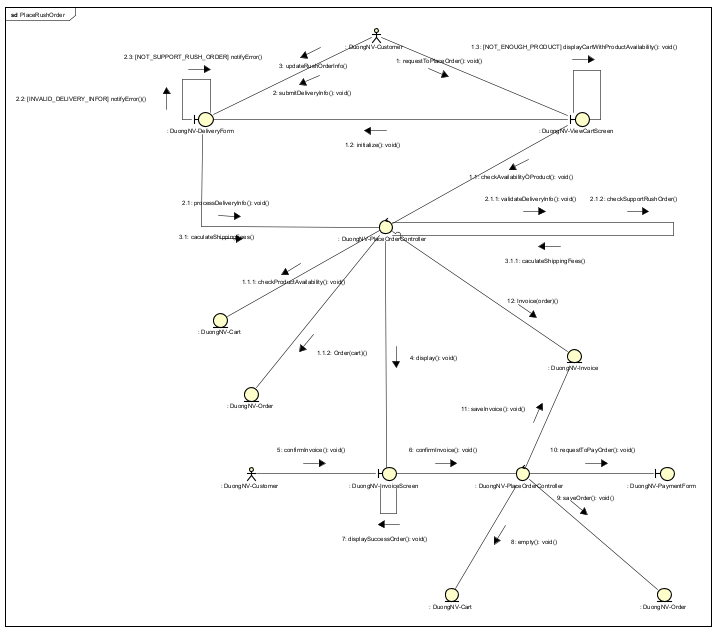 sd PlaceRushOrder
: DuongNV-Customer
2.3: [NOT_SUPPORT_RUSH_ORDER] notifyError()
1.3: [NOT_ENOUGH_PRODUCT] displayCartWithProductAvailability(): void()
3: updateRushOrderInfo()
1: requestToPlaceOrder(): void()
2: submitDeliveryInfo(): void()
2.2: [INVALID_DELIVERY_INFOR] notifyError()()
: DuongNV-DeliveryForm
: DuongNV-ViewCartScreen
1.2: initialize(): void()
1.1: checkAvailabilityOProduct(): void()
2.1: processDeliveryInfo(): void()
2.1.1: validateDeliveryInfo(): void()
2.1.2: checkSupportRushOrder()
3.1: caculateShippingFees()
: DuongNV-PlaceOrderController
3.1.1: caculateShippingFees()
1.1.1: checkProductAvailability(): void()
12: Invoice(order)()
: DuongNV-Cart
1.1.2: Order(cart)()
4: display(): void()
: DuongNV-Invoice
: DuongNV-Order
11: saveInvoice(): void()
5: confirmInvoice(): void()
6: confirmInvoice(): void()
10: requestToPayOrder(): void()
: DuongNV-Customer
: DuongNV-InvoiceScreen
: DuongNV-PlaceOrderController
: DuongNV-PaymentForm
9: saveOrder(): void()
7: displaySuccessOrder(): void()
8: empty(): void()
: DuongNV-Cart
: DuongNV-Order